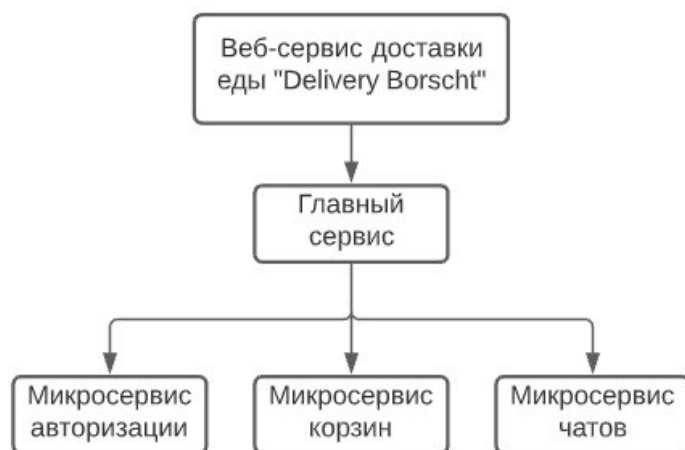 Веб-сервис доставки
еды "Delivery Borscht"
Главный
сервис
Микросервис
авторизации
Микросервис
корзин
Микросервис
чатов